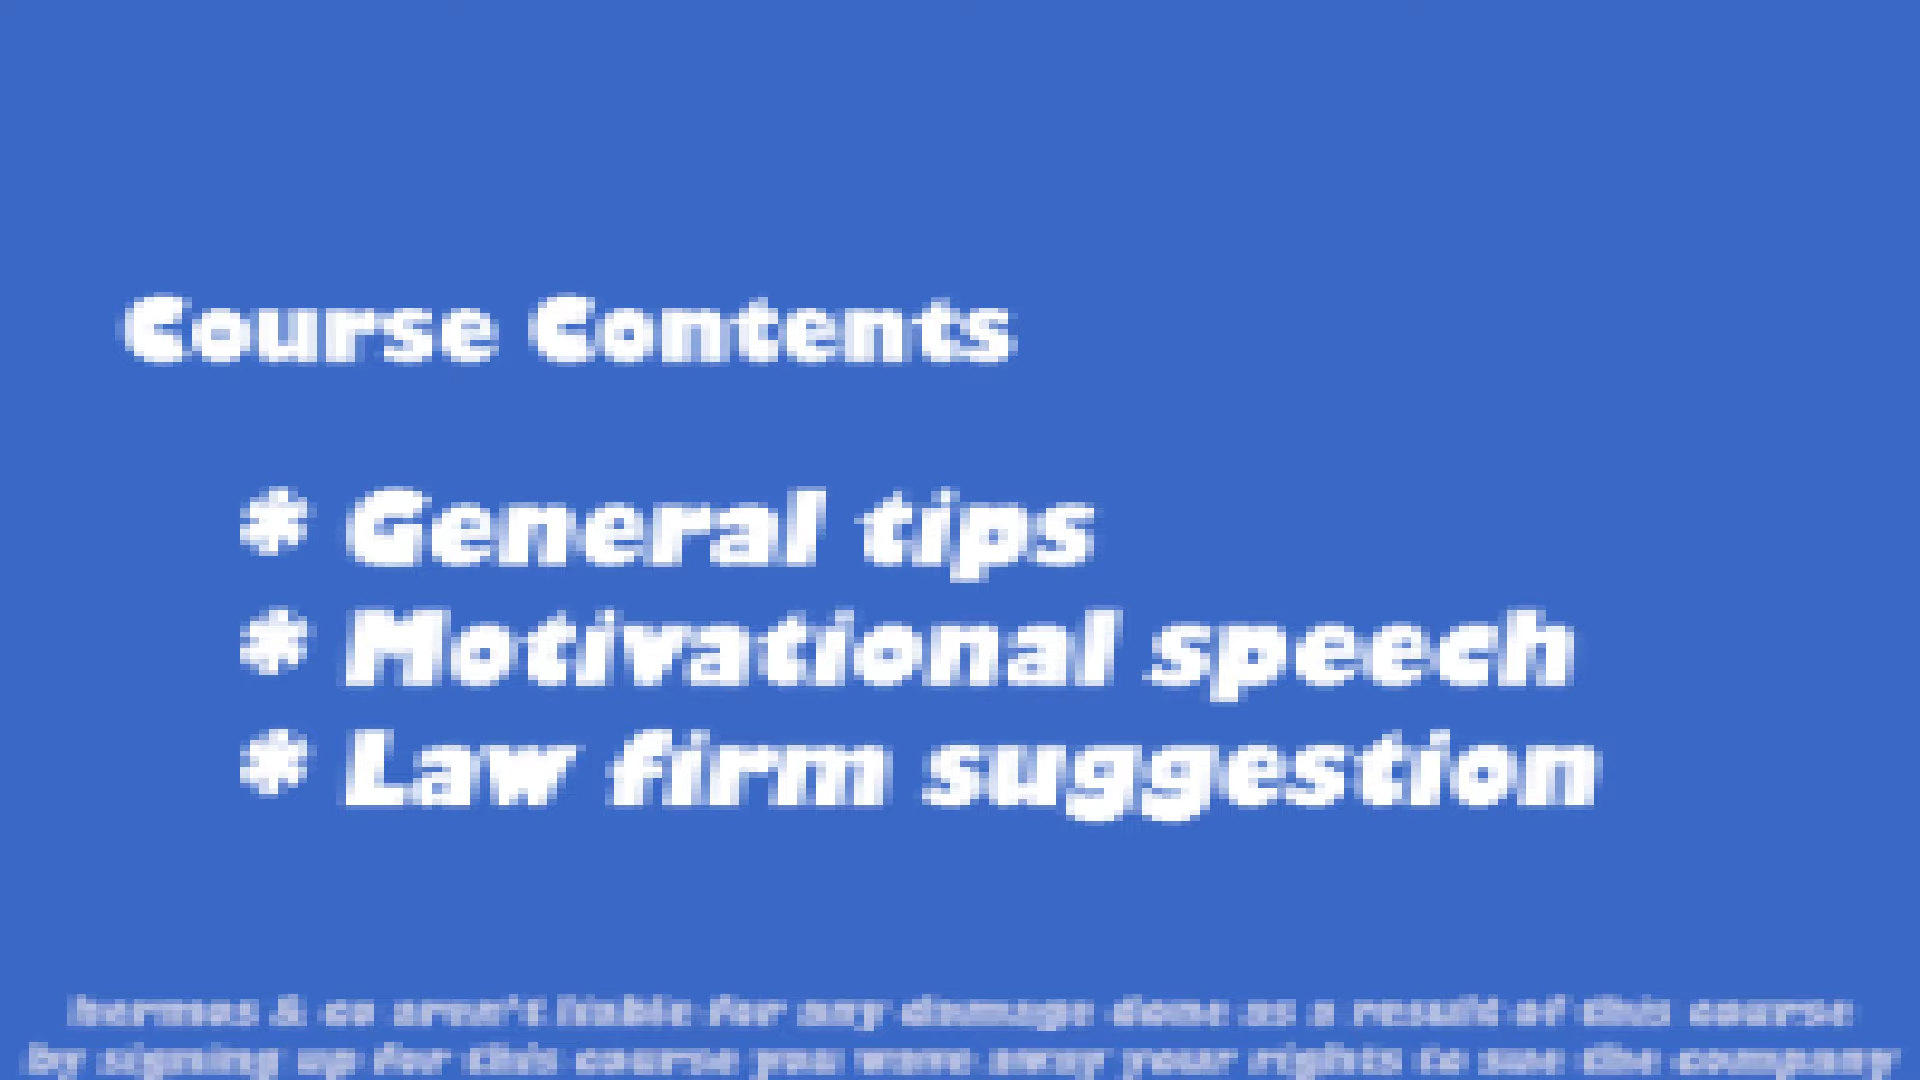 Course Contents
* General tips
* Motivational speech
* Law firm suggestion
hermes & co aren't liable for any damage done as a result of this course
by signing up for this course you wave away your rights to sue the company